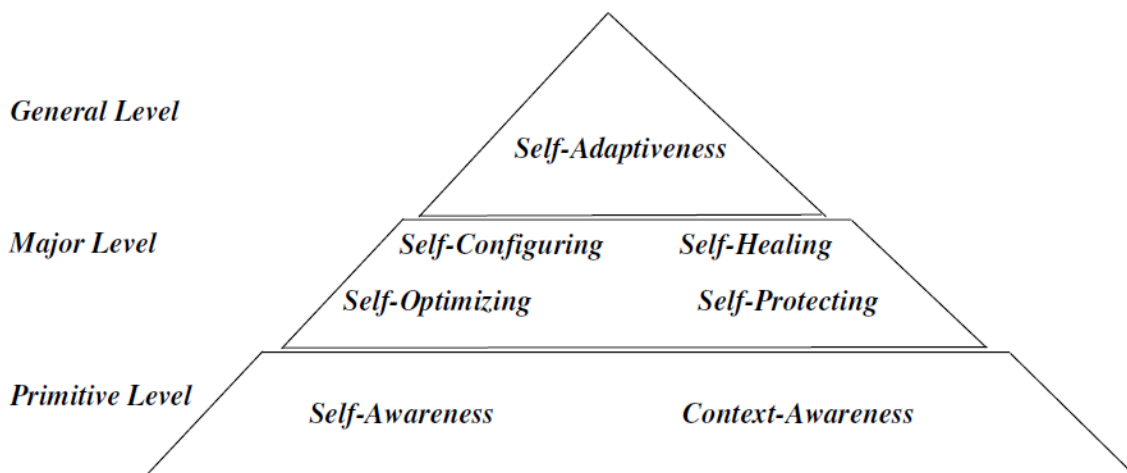 General Level
Self-Adaptiveness
Major Level
Self-Configuring Self-Healing
Self-Optimizing Self-Protecting
Primitive Level
Self-Awareness Context-Awareness